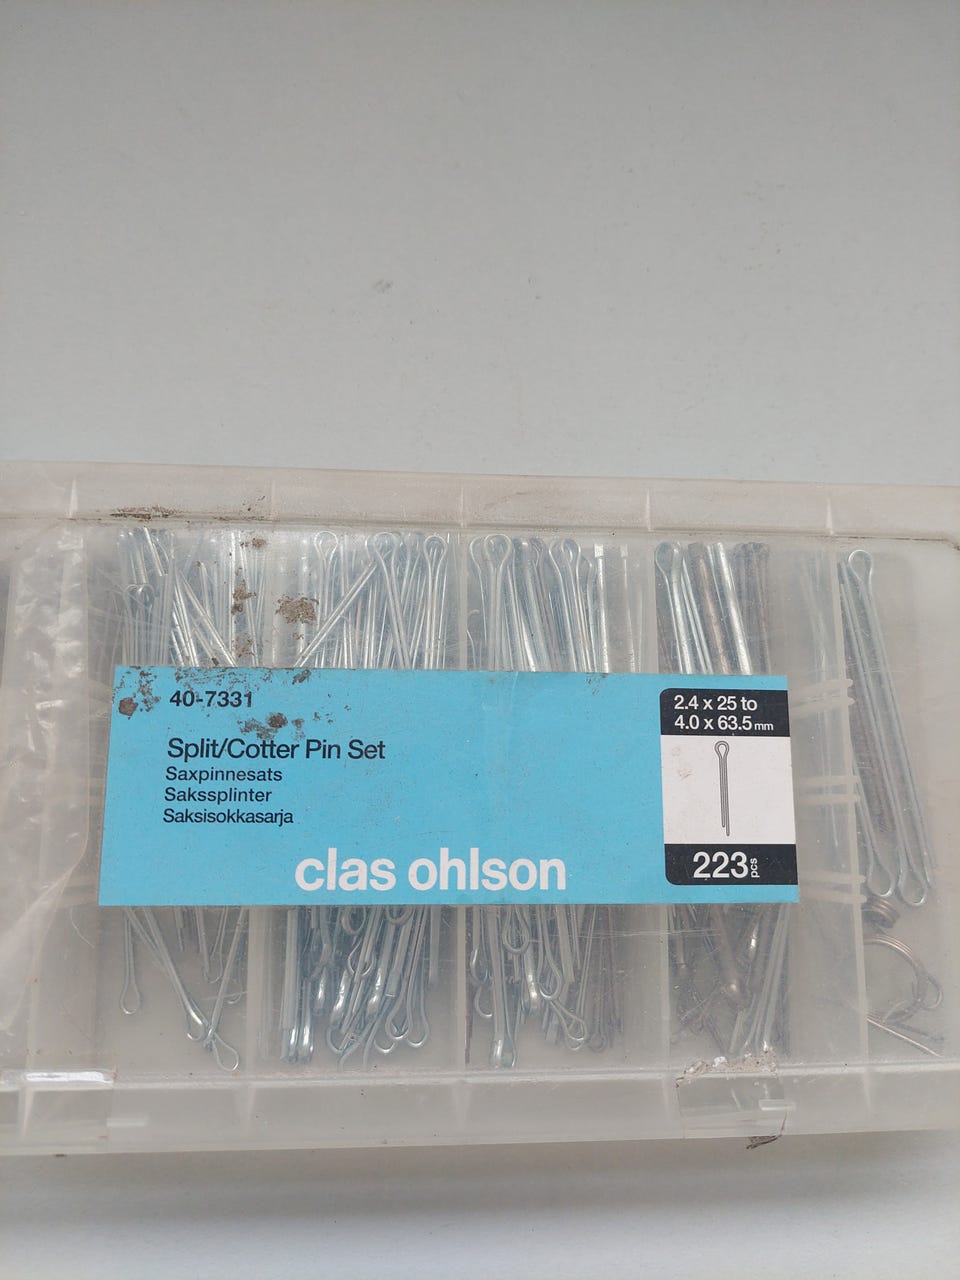 40-7331
Split/Cotter Pin Set
Saxpinnesats
Sakssplinter
Saksisokkasarja
clas ohlson
2.4 x 25 to
4.0 x 63.5 mm
223 pcs